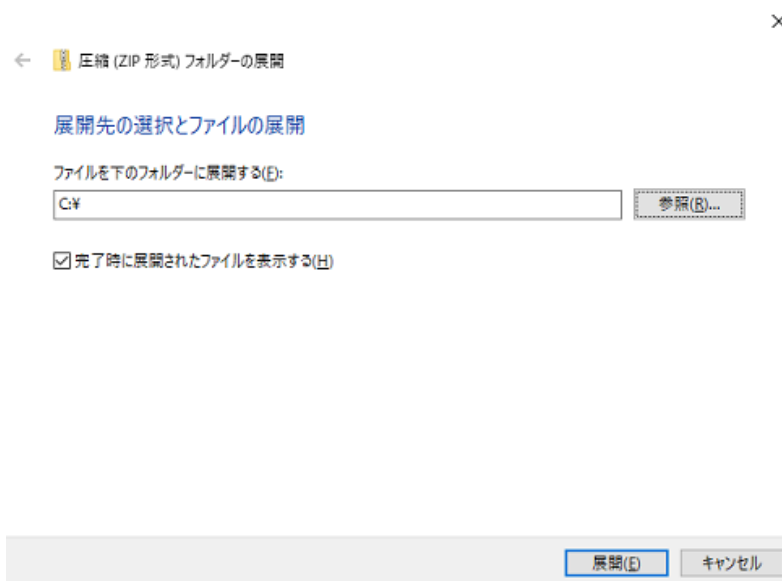 圧縮 (ZIP 形式) フォルダーの展開
展開先の選択とファイルの展開
ファイルを下のフォルダーに展開する(F):
C:¥
参照(R)...
完了時に展開されたファイルを表示する(H)
展開(E)
キャンセル